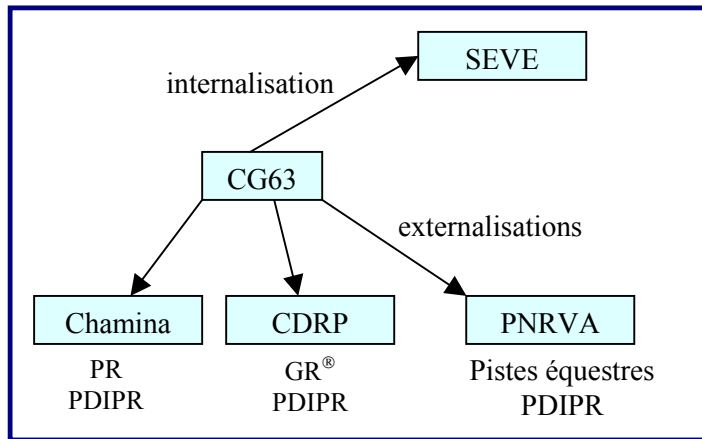 SEVE
internalisation
CG63
externalisations
Chamina
CDRP
PNRVA
PR
PDIPR
GR®
PDIPR
Pistes équestres
PDIPR